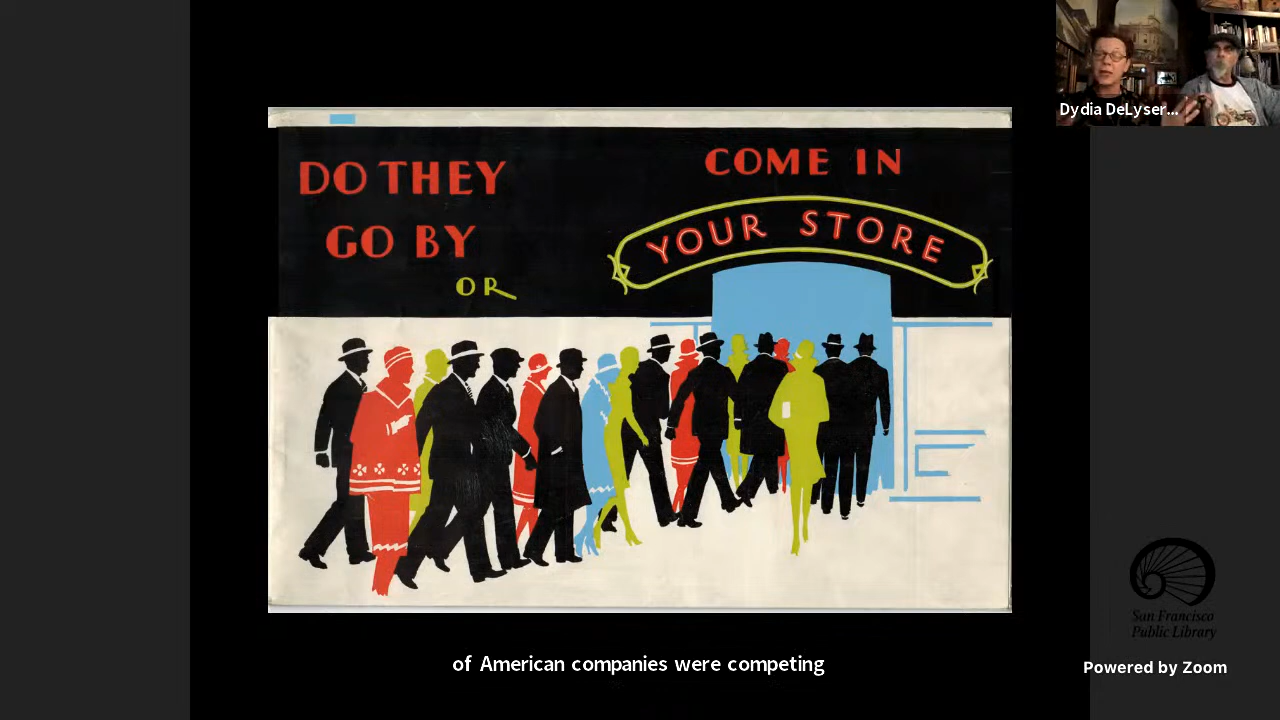 DO THEY
GO BY
OR
COME IN
YOUR STORE
Dydia DeLyser...
San Francisco
Public Library
of American companies were competing
Powered by Zoom